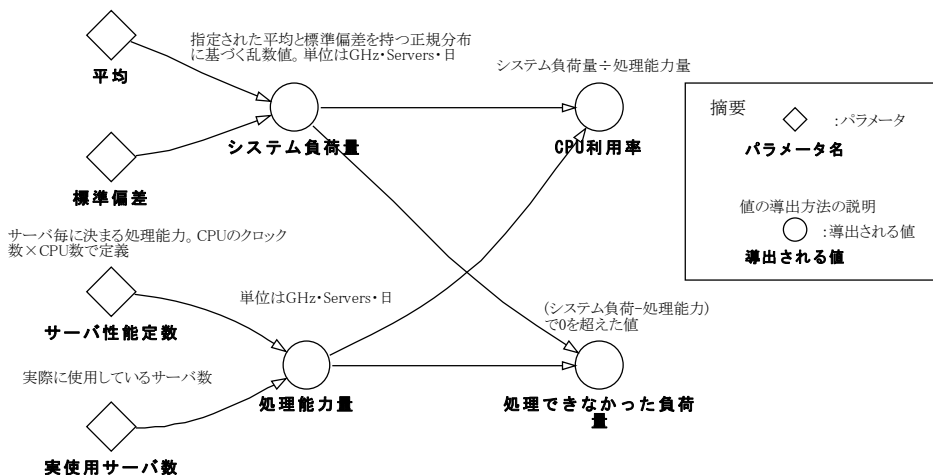 平均
指定された平均と標準偏差を持つ正規分布
に基づく乱数値。単位はGHz・Servers・日
システム負荷量
標準偏差
システム負荷量÷処理能力量
CPU利用率
摘要
:パラメータ
パラメータ名
値の導出方法の説明
:導出される値
導出される値
サーバ毎に決まる処理能力。CPUのクロック
数×CPU数で定義
サーバ性能定数
単位はGHz・Servers・日
実際に使用しているサーバ数
処理能力量
実使用サーバ数
(システム負荷−処理能力)
で0を超えた値
処理できなかった負荷
量